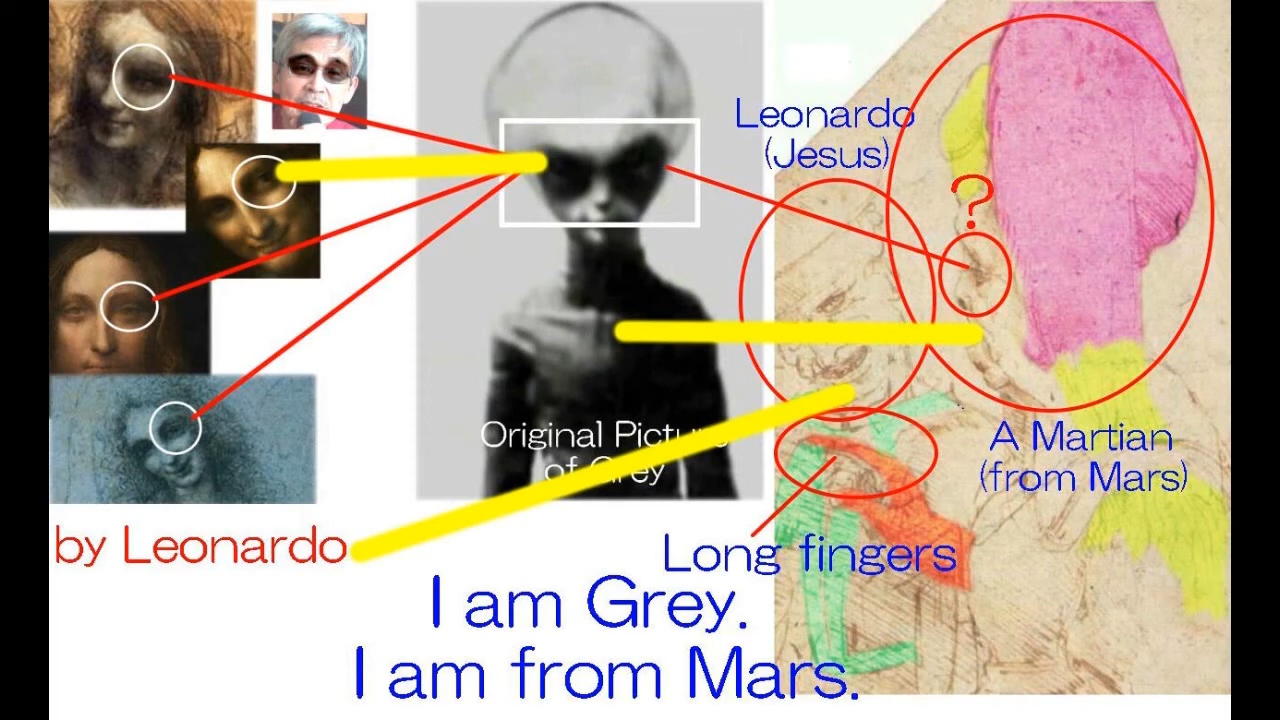 Leonardo
(Jesus)
?
Original Picture
of Grey
A Martian
(from Mars)
by Leonardo
Long fingers
I am Grey.
I am from Mars.